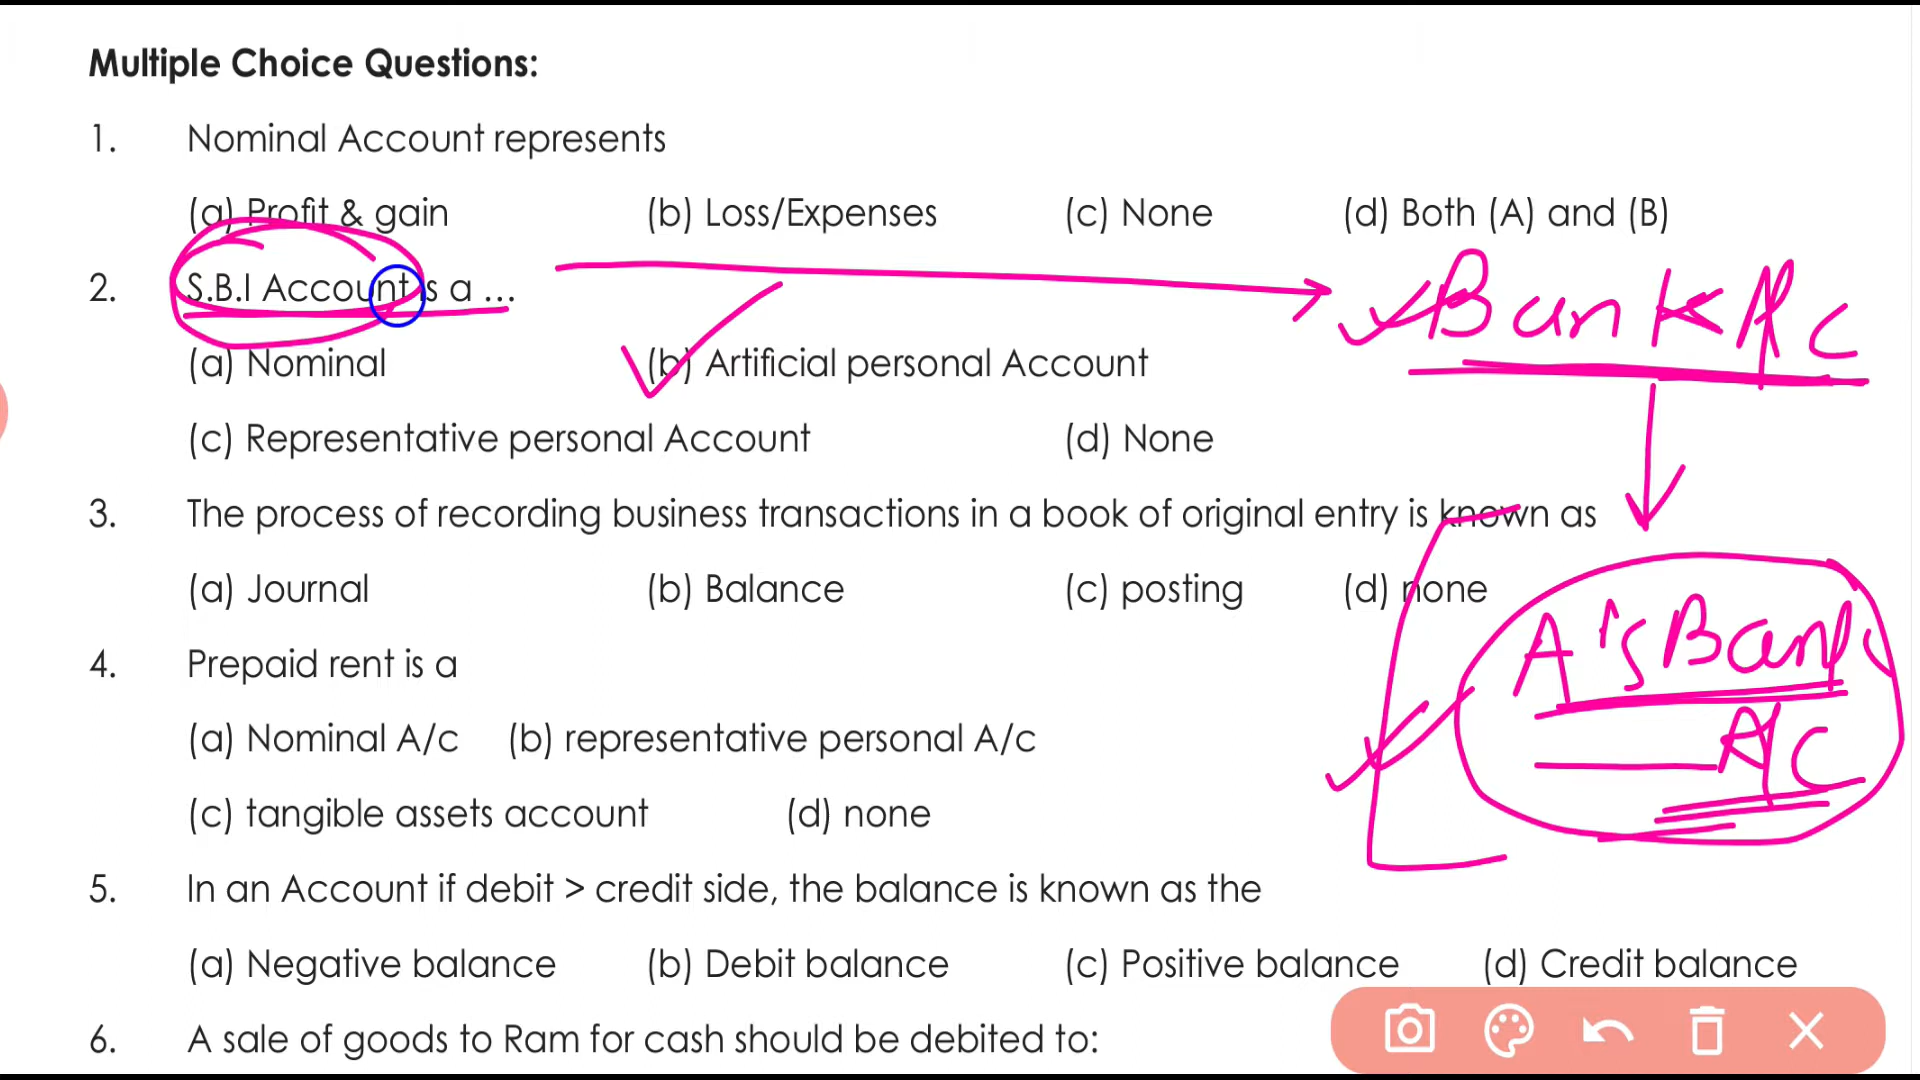 Multiple Choice Questions:
1. Nominal Account represents
(a) Profit & gain (b) Loss/Expenses (c) None (d) Both (A) and (B)
2. S.B.I Account is a ...
Bank A/c
(a) Nominal (b) Artificial personal Account
(c) Representative personal Account (d) None
3. The process of recording business transactions in a book of original entry is known as
(a) Journal (b) Balance (c) posting (d) none
A's Bank
A/C
4. Prepaid rent is a
(a) Nominal A/c (b) representative personal A/c
(c) tangible assets account (d) none
5. In an Account if debit > credit side, the balance is known as the
(a) Negative balance (b) Debit balance (c) Positive balance (d) Credit balance
6. A sale of goods to Ram for cash should be debited to: